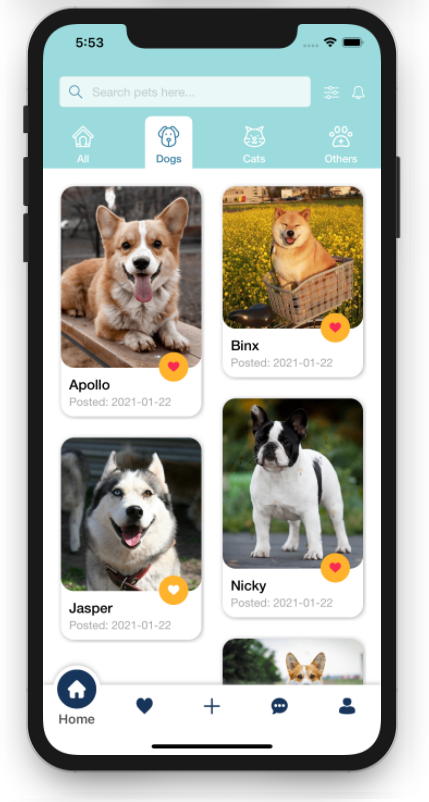 5:53
Search pets here...
All
Dogs
Cats
Others
Apollo
Posted: 2021-01-22
Binx
Posted: 2021-01-22
Jasper
Posted: 2021-01-22
Nicky
Posted: 2021-01-22
Home